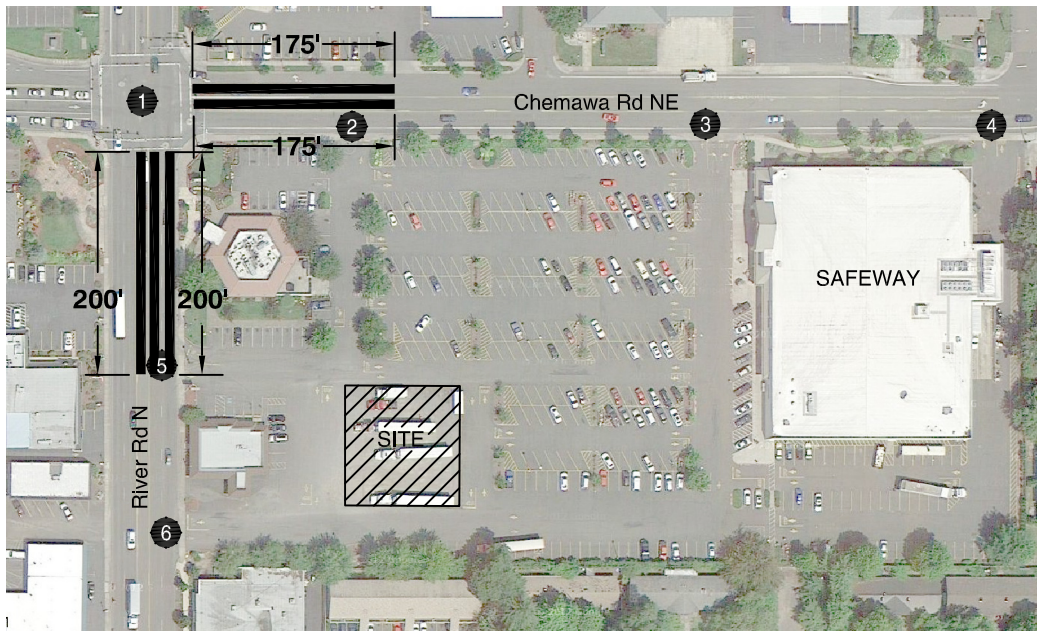 175'
1
Chemawa Rd NE
2
3
4
175'
200'
200'
SAFEWAY
5
SITE
River Rd N
6
1